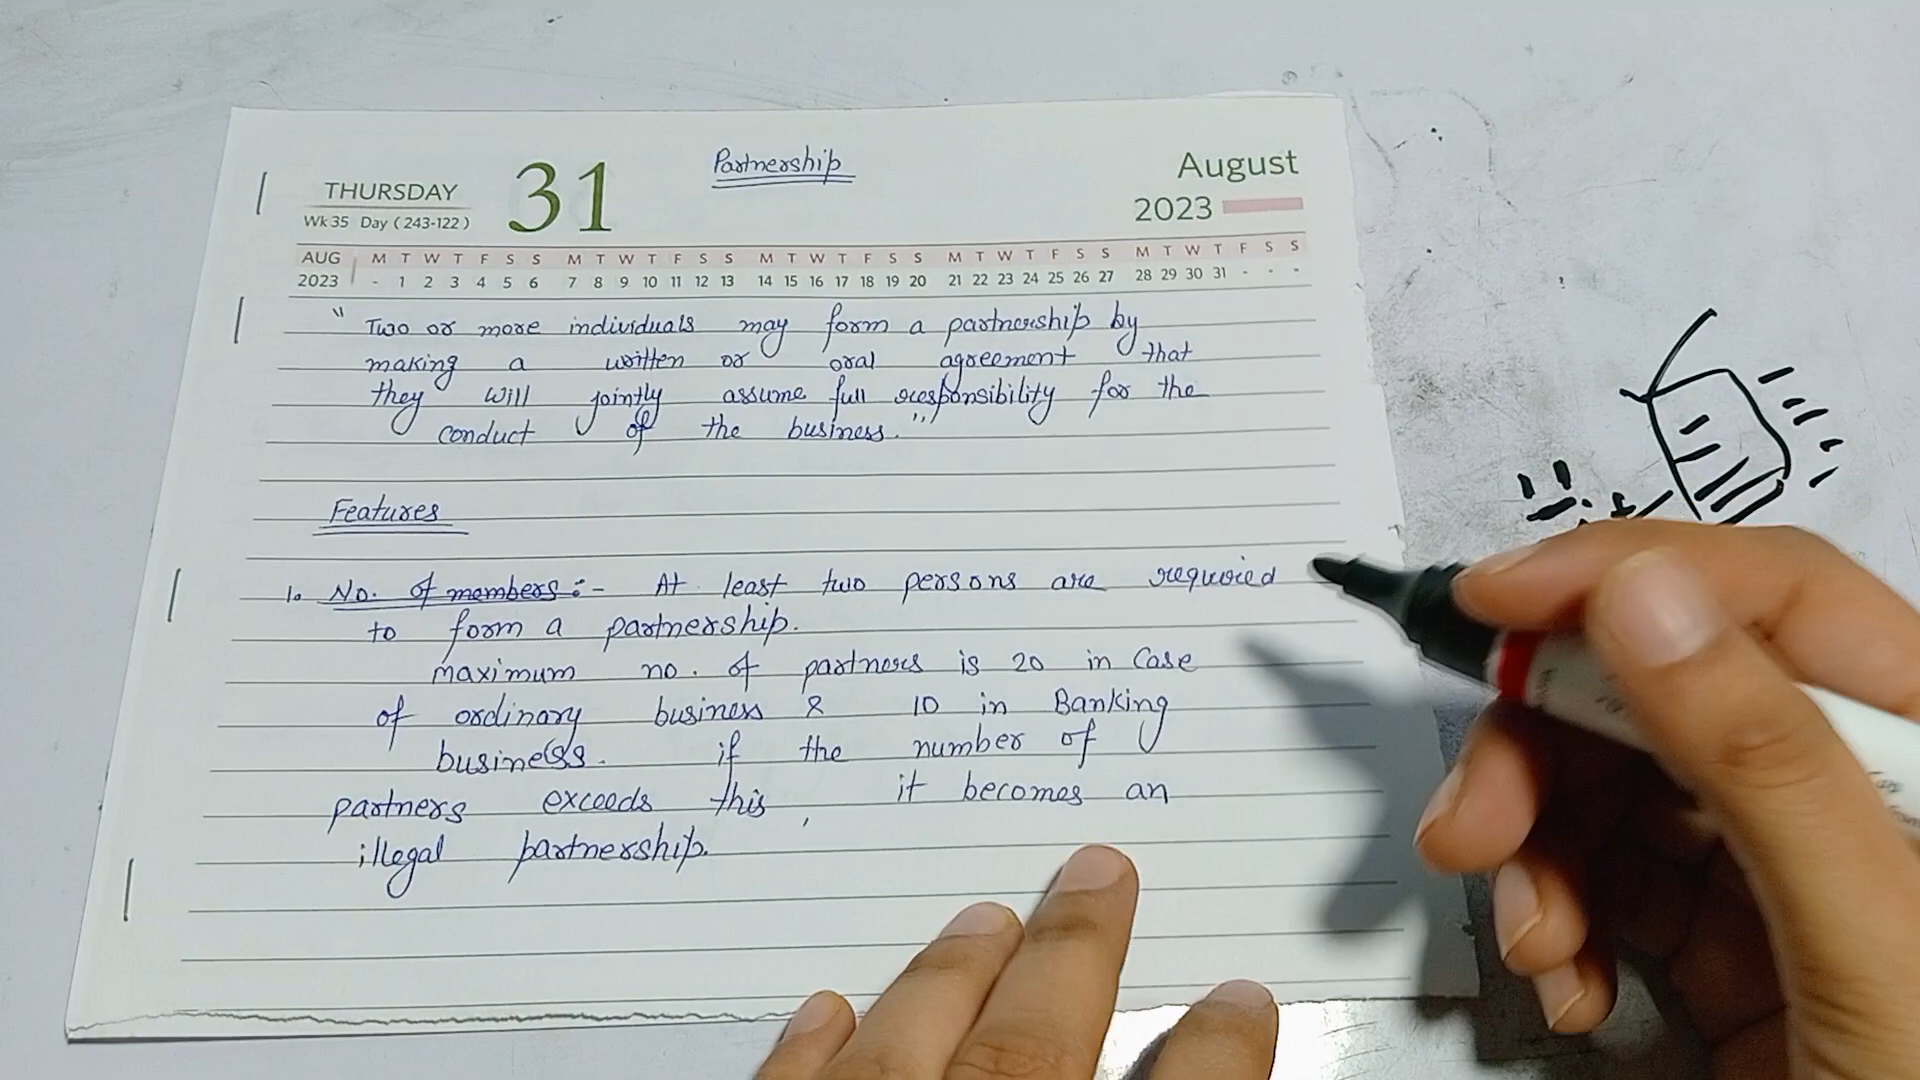 Partnership
THURSDAY 31 August
Wk 35 Day (243-122) 2023
AUG M T W T F S S M T W T F S S M T W T F S S M T W T F S S M T W T F S S
2023 - 1 2 3 4 5 6 7 8 9 10 11 12 13 14 15 16 17 18 19 20 21 22 23 24 25 26 27 28 29 30 31 - - -
" Two or more individuals may form a partnership by
making a written or oral agreement that
they will jointly assume full responsibility for the
conduct of the business."
Features
1. No. of members :- At least two persons are required
to form a partnership.
maximum no. of partners is 20 in Case
of ordinary business & 10 in Banking
business. if the number of
partners exceeds this, it becomes an
illegal partnership.